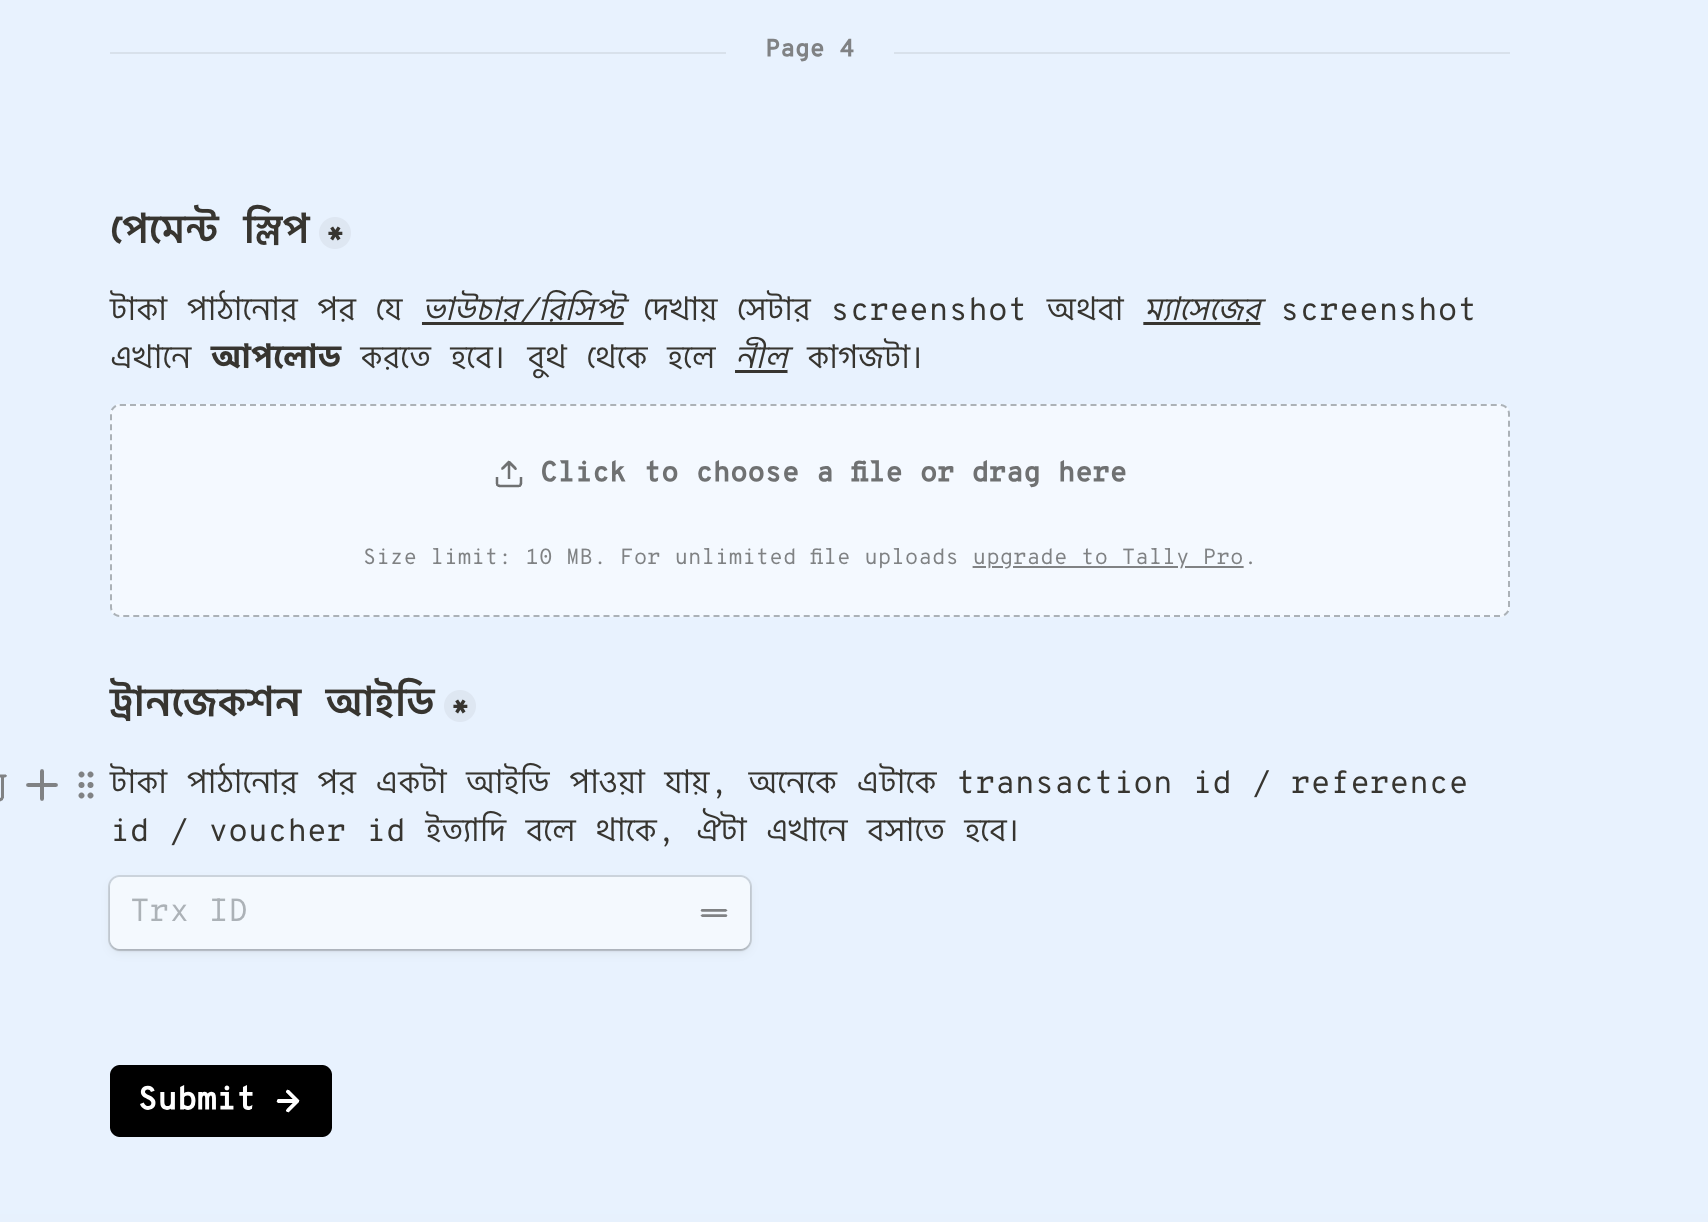 Page 4
পেমেন্ট স্লিপ *
টাকা পাঠানোর পর যে ভাউচার/রিসিপ্ট দেখায় সেটার screenshot অথবা ম্যাসেজের screenshot
এখানে আপলোড করতে হবে। বুথ থেকে হলে নীল কাগজটা।
Click to choose a file or drag here
Size limit: 10 MB. For unlimited file uploads upgrade to Tally Pro.
ট্রানজেকশন আইডি *
টাকা পাঠানোর পর একটা আইডি পাওয়া যায়, অনেকে এটাকে transaction id / reference
id / voucher id ইত্যাদি বলে থাকে, ঐটা এখানে বসাতে হবে।
Trx ID
Submit →